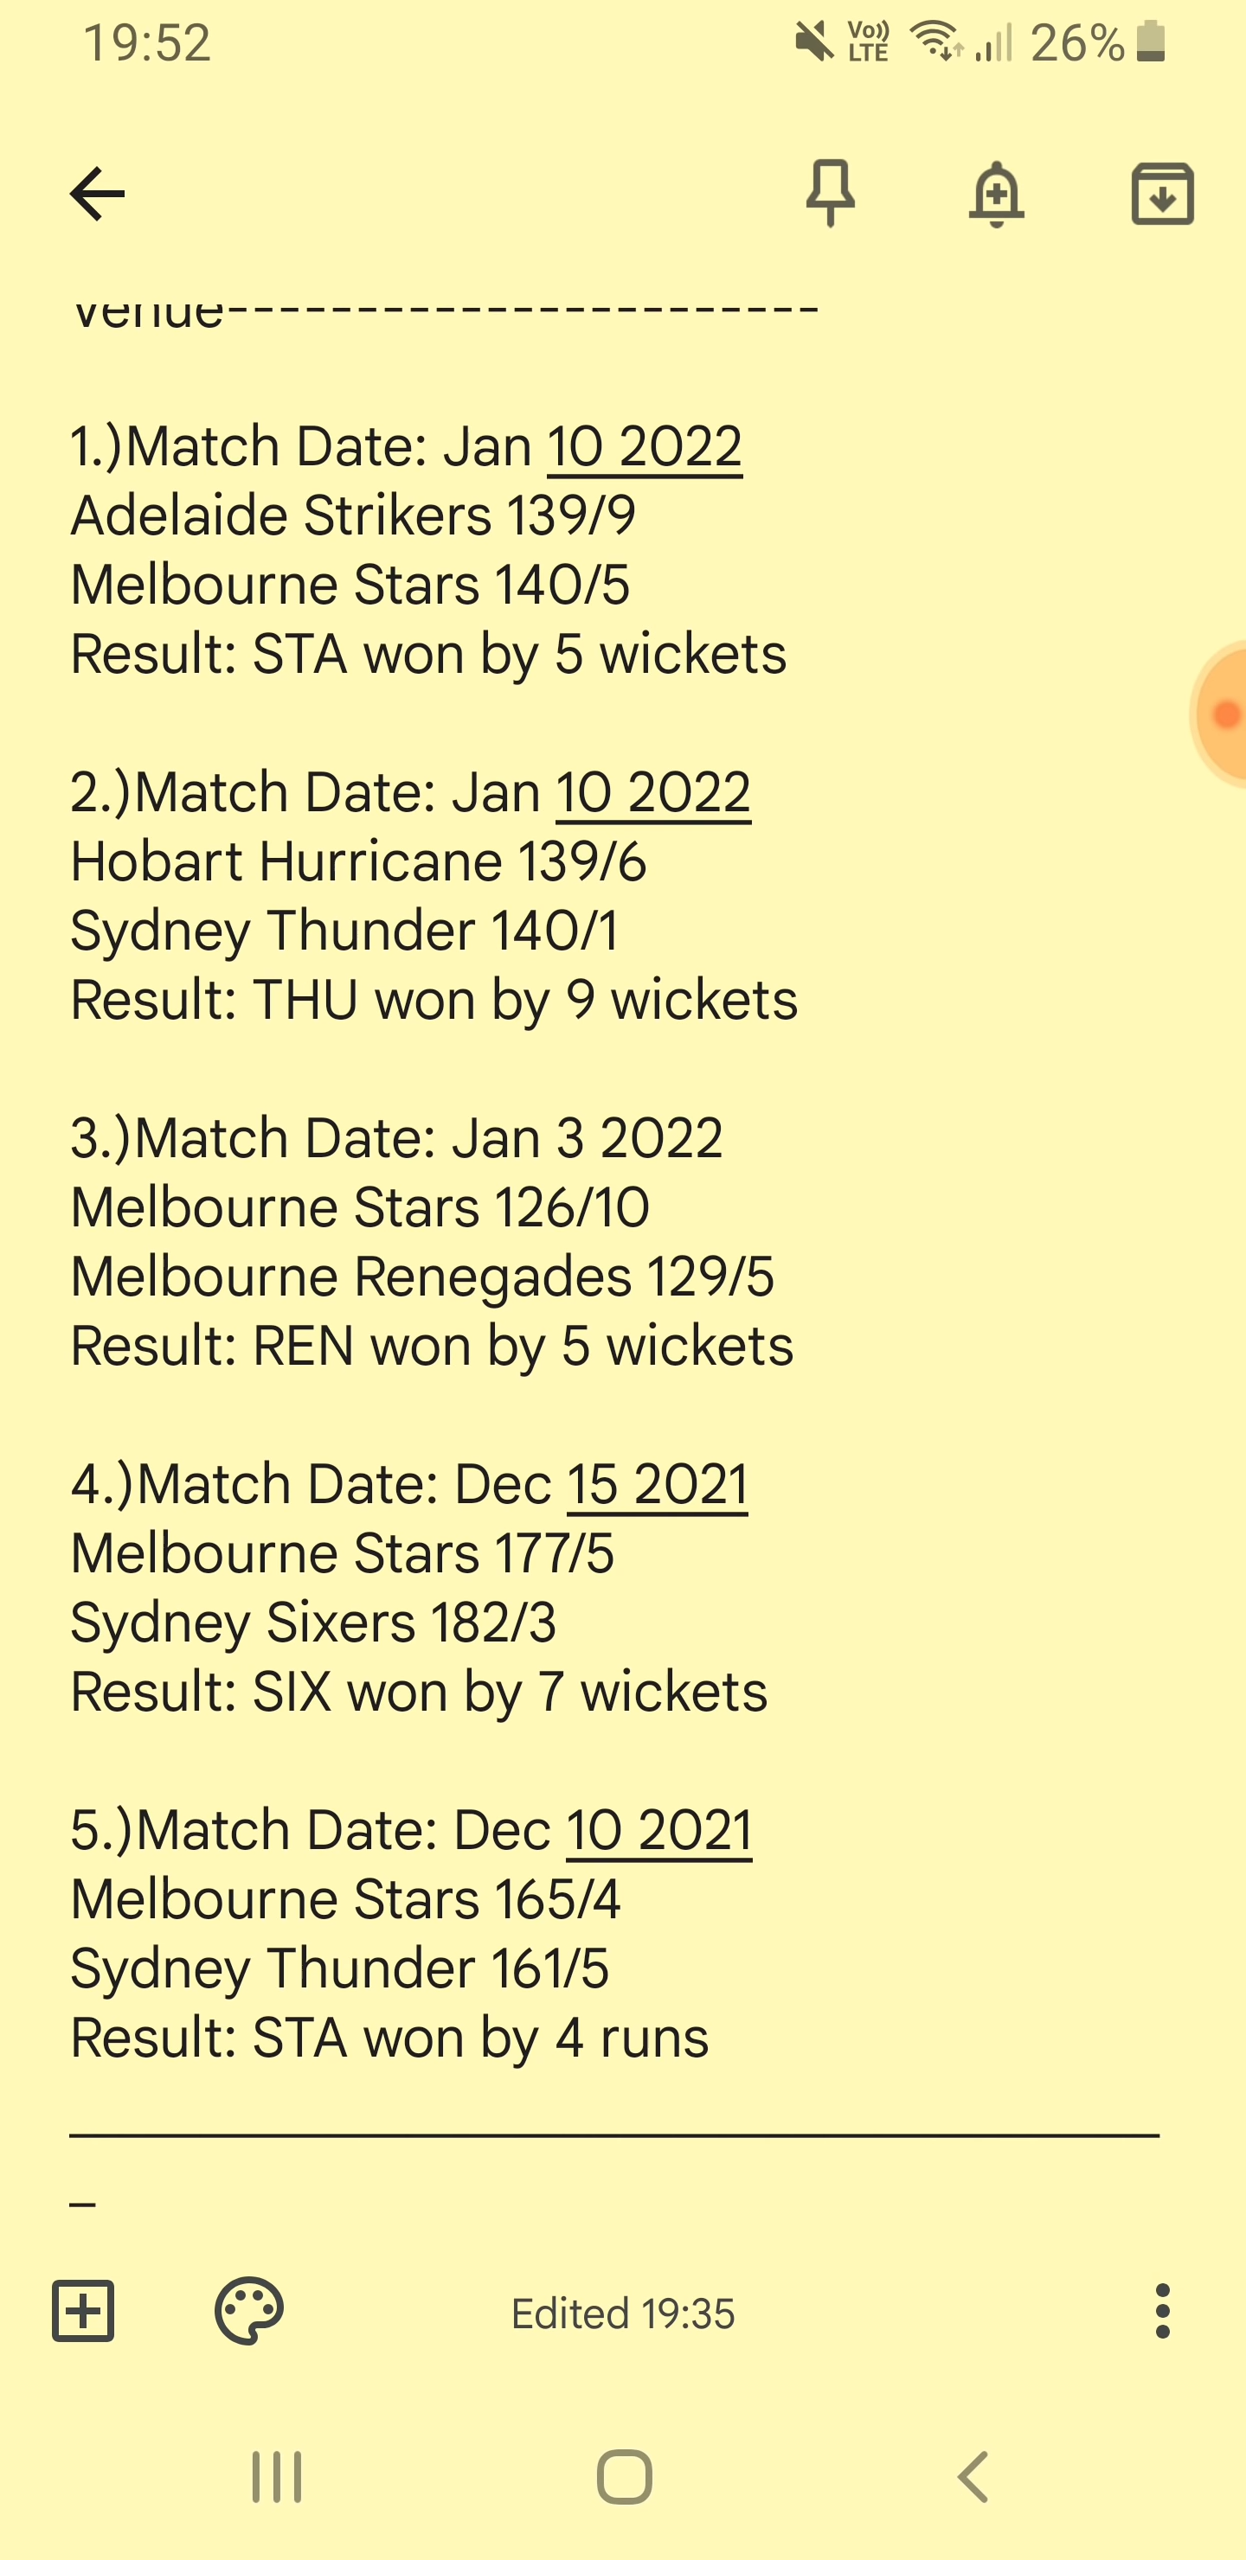 19:52 Vo)) LTE 26%
Venue-----------------------
1.)Match Date: Jan 10 2022
Adelaide Strikers 139/9
Melbourne Stars 140/5
Result: STA won by 5 wickets
2.)Match Date: Jan 10 2022
Hobart Hurricane 139/6
Sydney Thunder 140/1
Result: THU won by 9 wickets
3.)Match Date: Jan 3 2022
Melbourne Stars 126/10
Melbourne Renegades 129/5
Result: REN won by 5 wickets
4.)Match Date: Dec 15 2021
Melbourne Stars 177/5
Sydney Sixers 182/3
Result: SIX won by 7 wickets
5.)Match Date: Dec 10 2021
Melbourne Stars 165/4
Sydney Thunder 161/5
Result: STA won by 4 runs
Edited 19:35